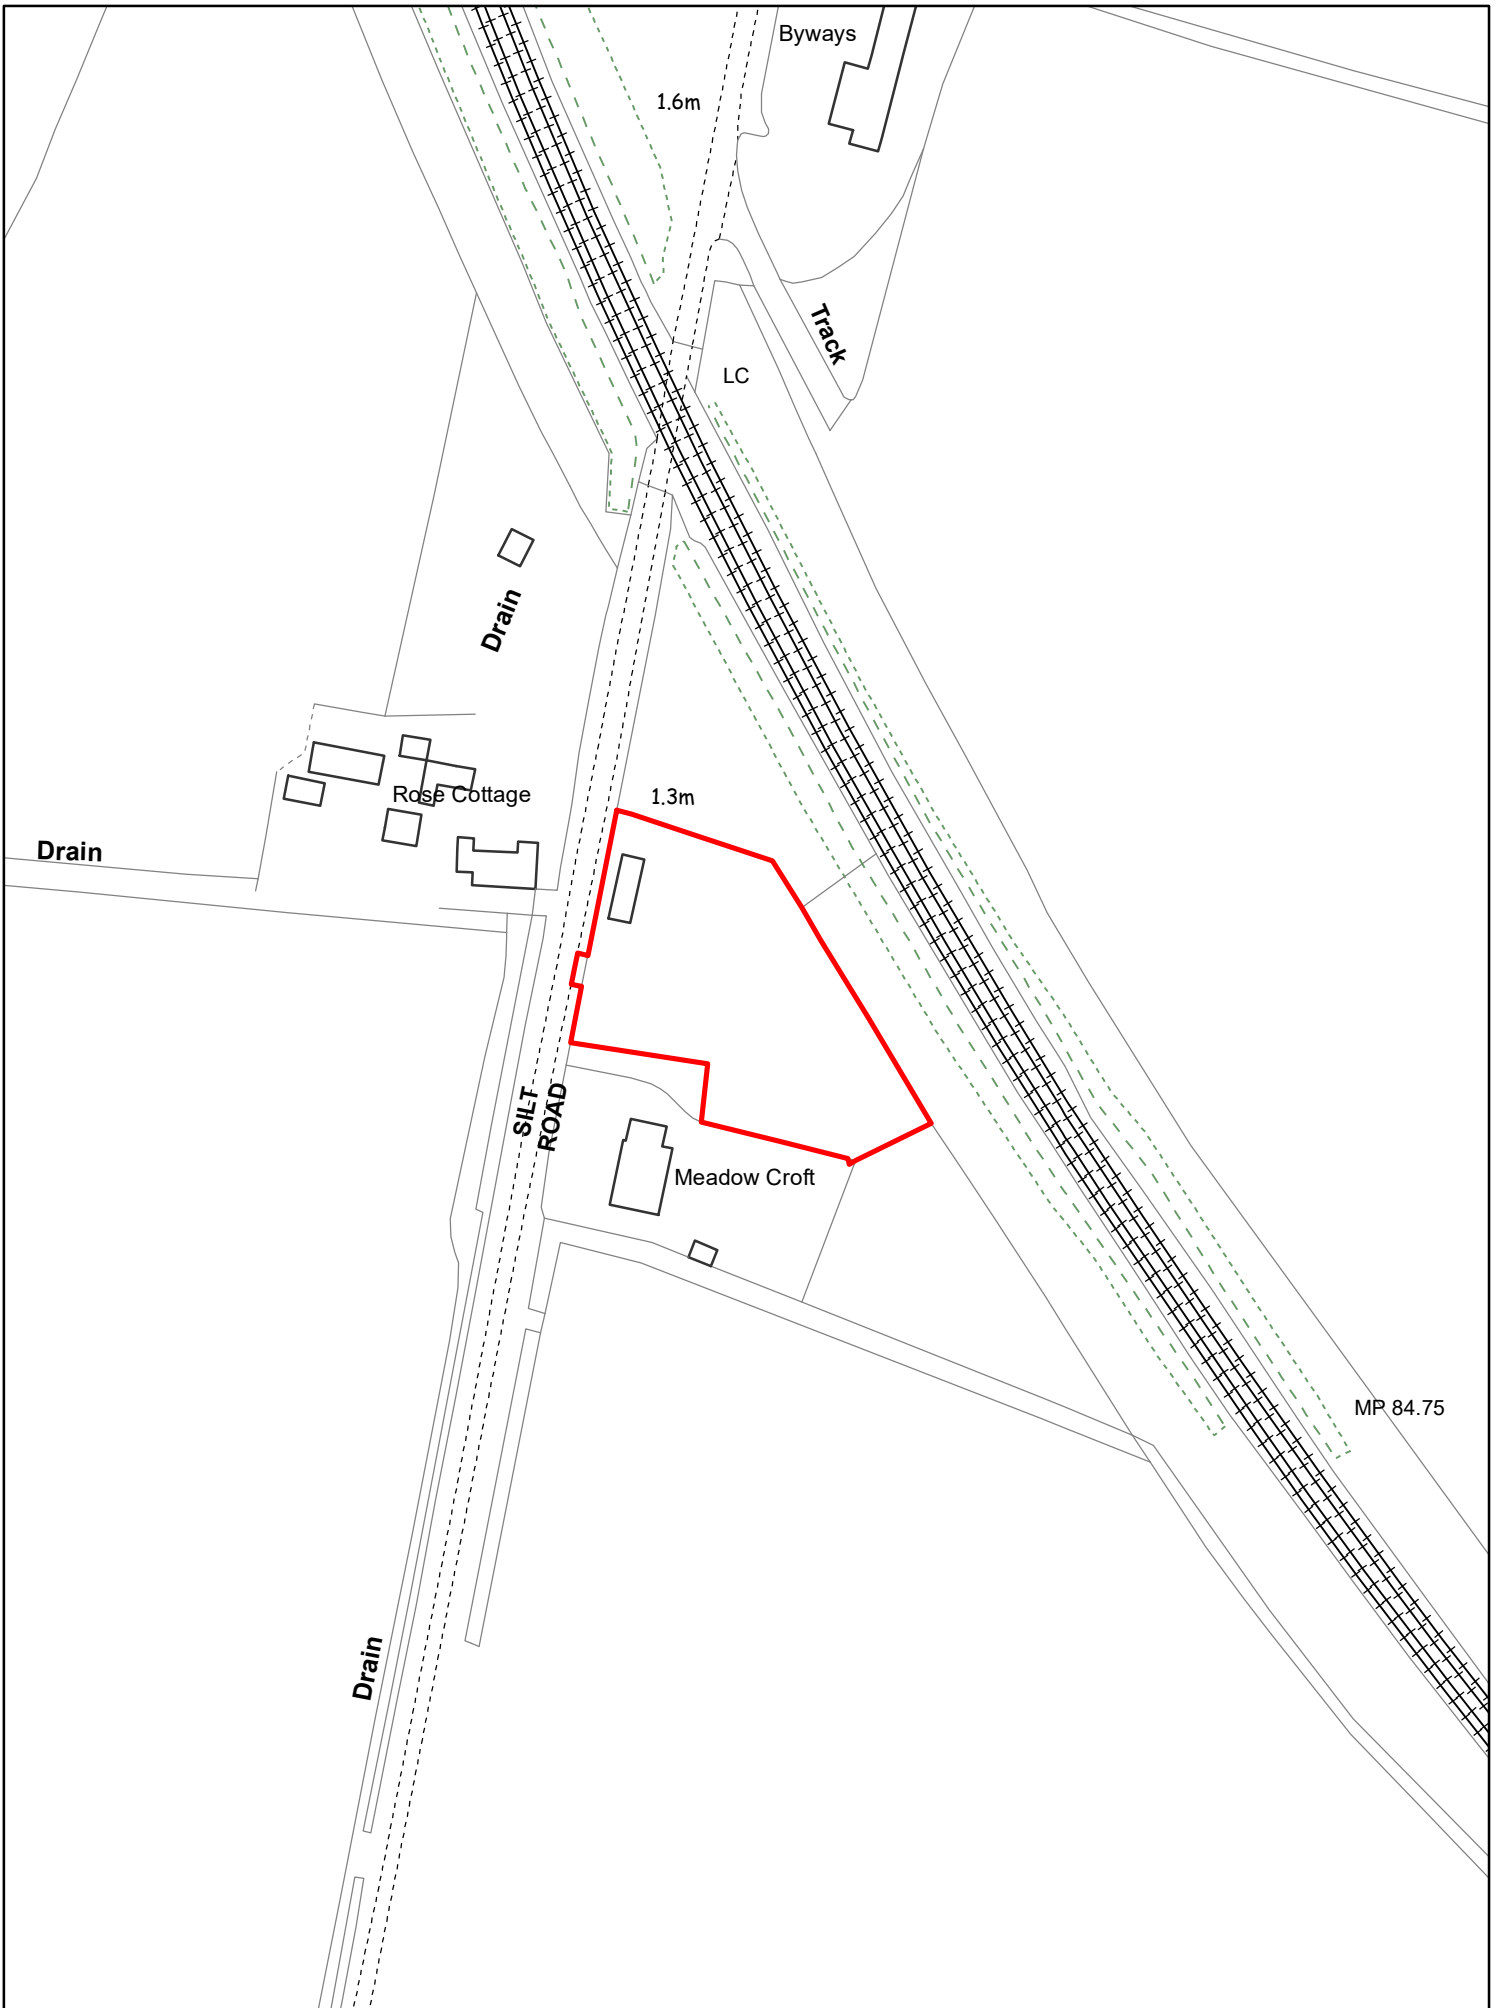 Byways
1.6m
Track
LC
Drain
1.3m
Rose Cottage
Drain
SILT
ROAD
Meadow Croft
MP 84.75
Drain